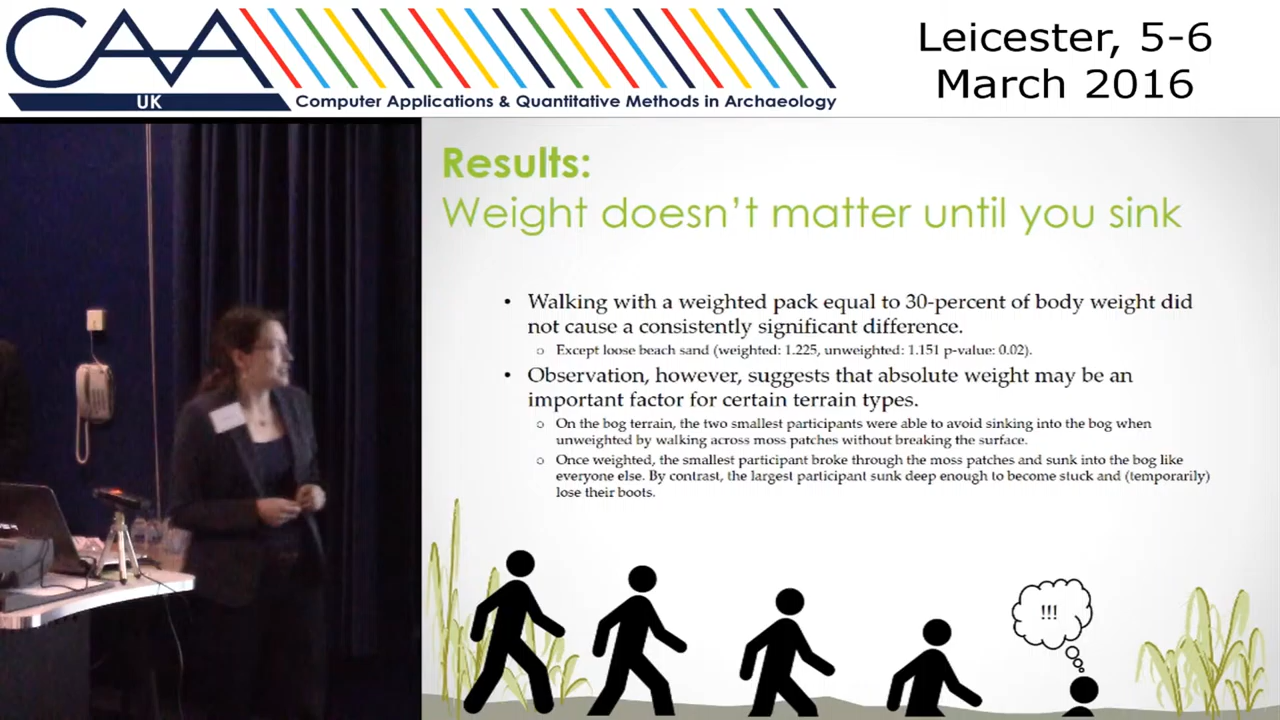 CAA
UK
Computer Applications & Quantitative Methods in Archaeology
Leicester, 5-6
March 2016
Results:
Weight doesn't matter until you sink
• Walking with a weighted pack equal to 30-percent of body weight did
not cause a consistently significant difference.
○ Except loose beach sand (weighted: 1.225, unweighted: 1.151 p-value: 0.02).
• Observation, however, suggests that absolute weight may be an
important factor for certain terrain types.
○ On the bog terrain, the two smallest participants were able to avoid sinking into the bog when
unweighted by walking across moss patches without breaking the surface.
○ Once weighted, the smallest participant broke through the moss patches and sunk into the bog like
everyone else. By contrast, the largest participant sunk deep enough to become stuck and (temporarily)
lose their boots.
!!!